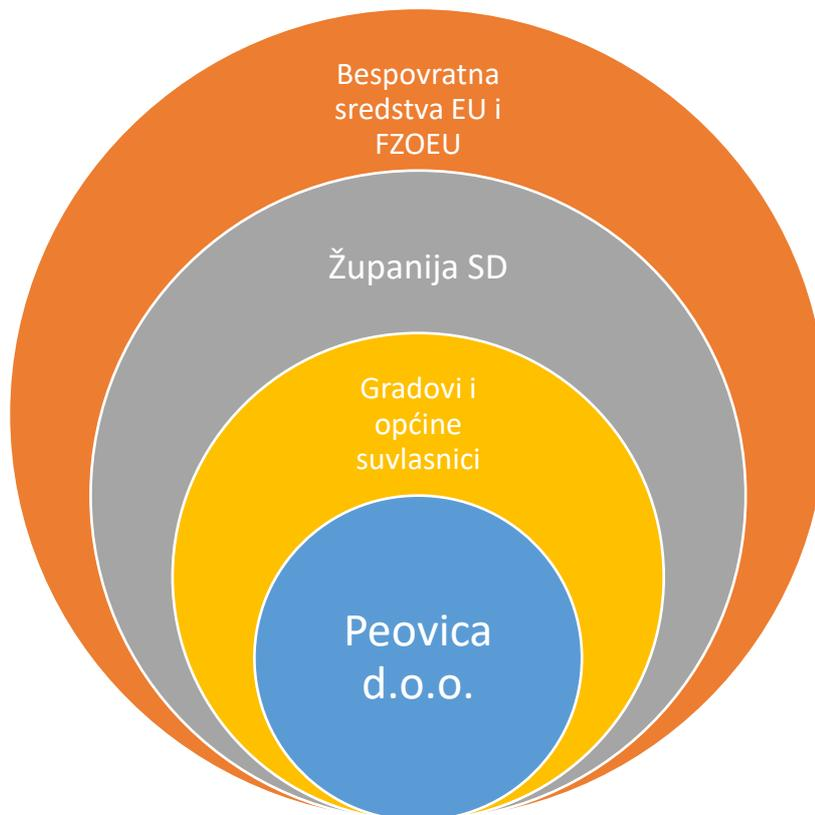 Bespovratna
sredstva EU i
FZOEU
Županija SD
Gradovi i
općine
suvlasnici
Peovica
d.o.o.